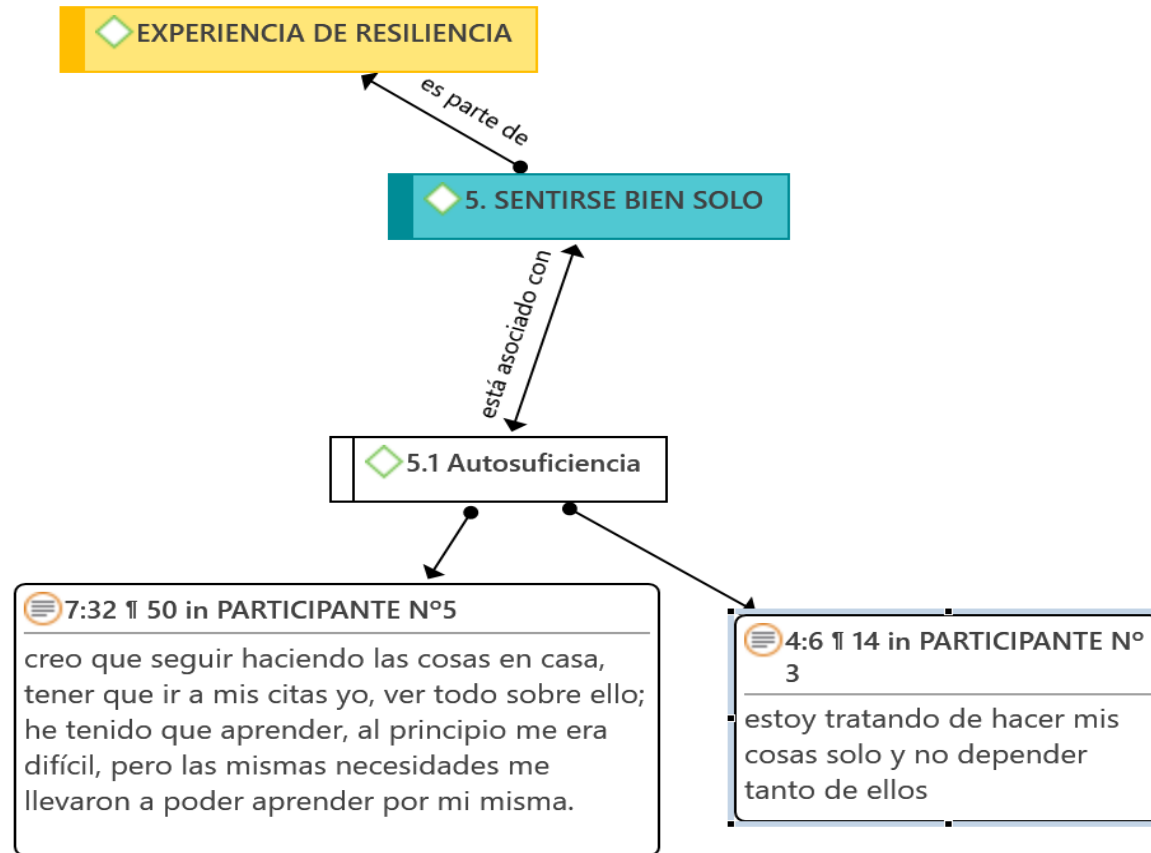 EXPERIENCIA DE RESILIENCIA
es parte de
5. SENTIRSE BIEN SOLO
está asociado con
5.1 Autosuficiencia
7:32 ¶ 50 in PARTICIPANTE Nº5
creo que seguir haciendo las cosas en casa,
tener que ir a mis citas yo, ver todo sobre ello;
he tenido que aprender, al principio me era
difícil, pero las mismas necesidades me
llevaron a poder aprender por mi misma.
4:6 ¶ 14 in PARTICIPANTE Nº
3
estoy tratando de hacer mis
cosas solo y no depender
tanto de ellos